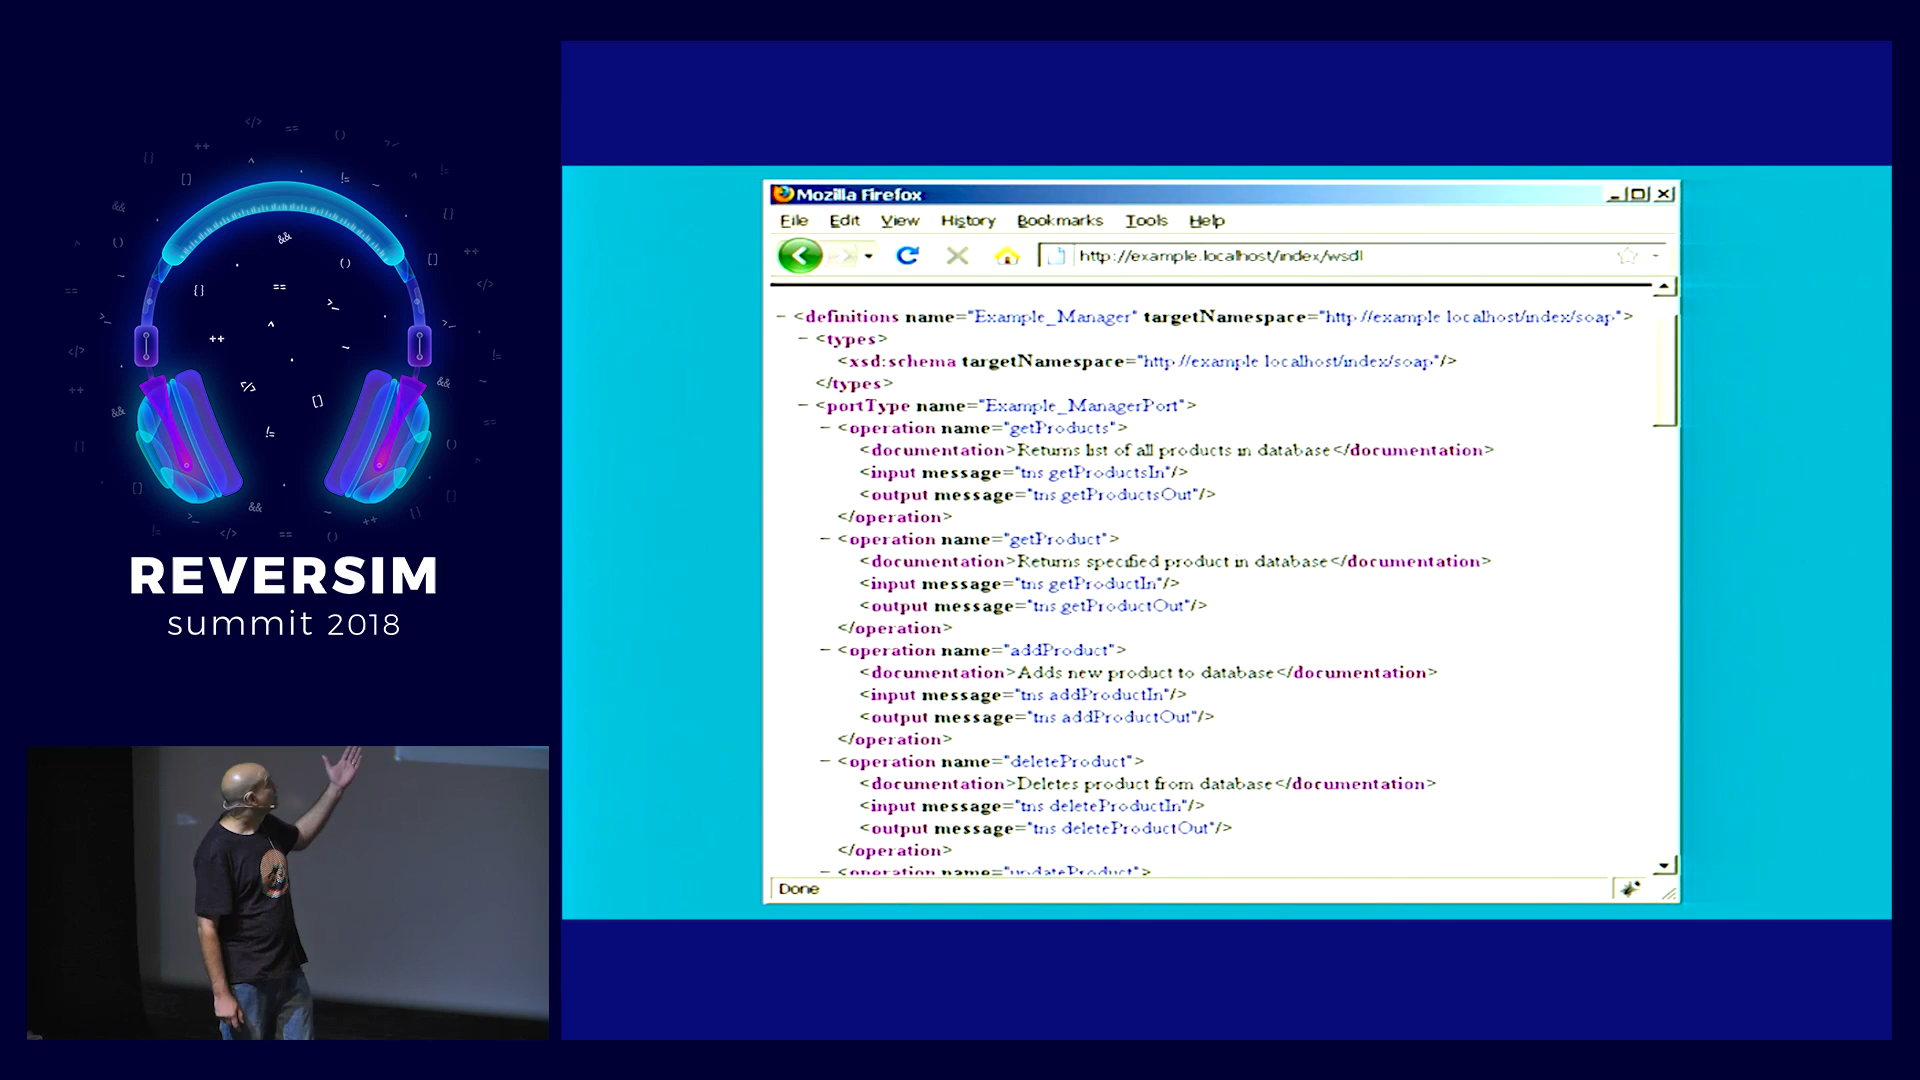 REVERSIM
summit 2018
Mozilla Firefox
File Edit View History Bookmarks Tools Help
http://example.localhost/index/wsdl
− <definitions name="Example_Manager" targetNamespace="http://example.localhost/index/soap">
− <types>
<xsd:schema targetNamespace="http://example.localhost/index/soap"/>
</types>
− <portType name="Example_ManagerPort">
− <operation name="getProducts">
<documentation>Returns list of all products in database</documentation>
<input message="tns:getProductsIn"/>
<output message="tns:getProductsOut"/>
</operation>
− <operation name="getProduct">
<documentation>Returns specified product in database</documentation>
<input message="tns:getProductIn"/>
<output message="tns:getProductOut"/>
</operation>
− <operation name="addProduct">
<documentation>Adds new product to database</documentation>
<input message="tns:addProductIn"/>
<output message="tns:addProductOut"/>
</operation>
− <operation name="deleteProduct">
<documentation>Deletes product from database</documentation>
<input message="tns:deleteProductIn"/>
<output message="tns:deleteProductOut"/>
</operation>
− <operation name="updateProduct">
Done